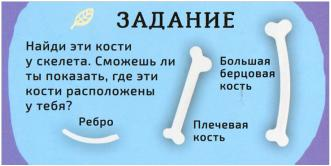 ЗАДАНИЕ
Найди эти кости
у скелета. Сможешь ли
ты показать, где эти
кости расположены
у тебя?
Ребро
Плечевая
кость
Большая
берцовая
кость